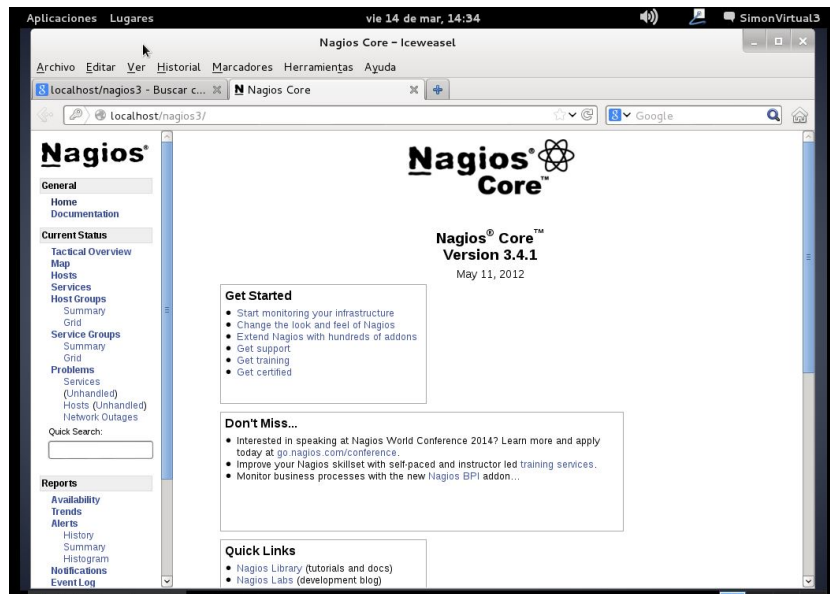 Aplicaciones Lugares
vie 14 de mar, 14:34
SimonVirtual3
Nagios Core - Iceweasel
Archivo Editar Ver Historial Marcadores Herramientas Ayuda
localhost/nagios3 - Buscar c...
N Nagios Core
localhost/nagios3/
Google
Nagios®
General
Home
Documentation
Current Status
Tactical Overview
Map
Hosts
Services
Host Groups
Summary
Grid
Service Groups
Summary
Grid
Problems
Services
(Unhandled)
Hosts (Unhandled)
Network Outages
Quick Search:
Reports
Availability
Trends
Alerts
History
Summary
Histogram
Notifications
Event Log
Nagios®
Core™
Nagios® Core™
Version 3.4.1
May 11, 2012
Get Started
• Start monitoring your infrastructure
• Change the look and feel of Nagios
• Extend Nagios with hundreds of addons
• Get support
• Get training
• Get certified
Don't Miss...
• Interested in speaking at Nagios World Conference 2014? Learn more and apply
today at go.nagios.com/conference.
• Improve your Nagios skillset with self-paced and instructor led training services.
• Monitor business processes with the new Nagios BPI addon...
Quick Links
• Nagios Library (tutorials and docs)
• Nagios Labs (development blog)